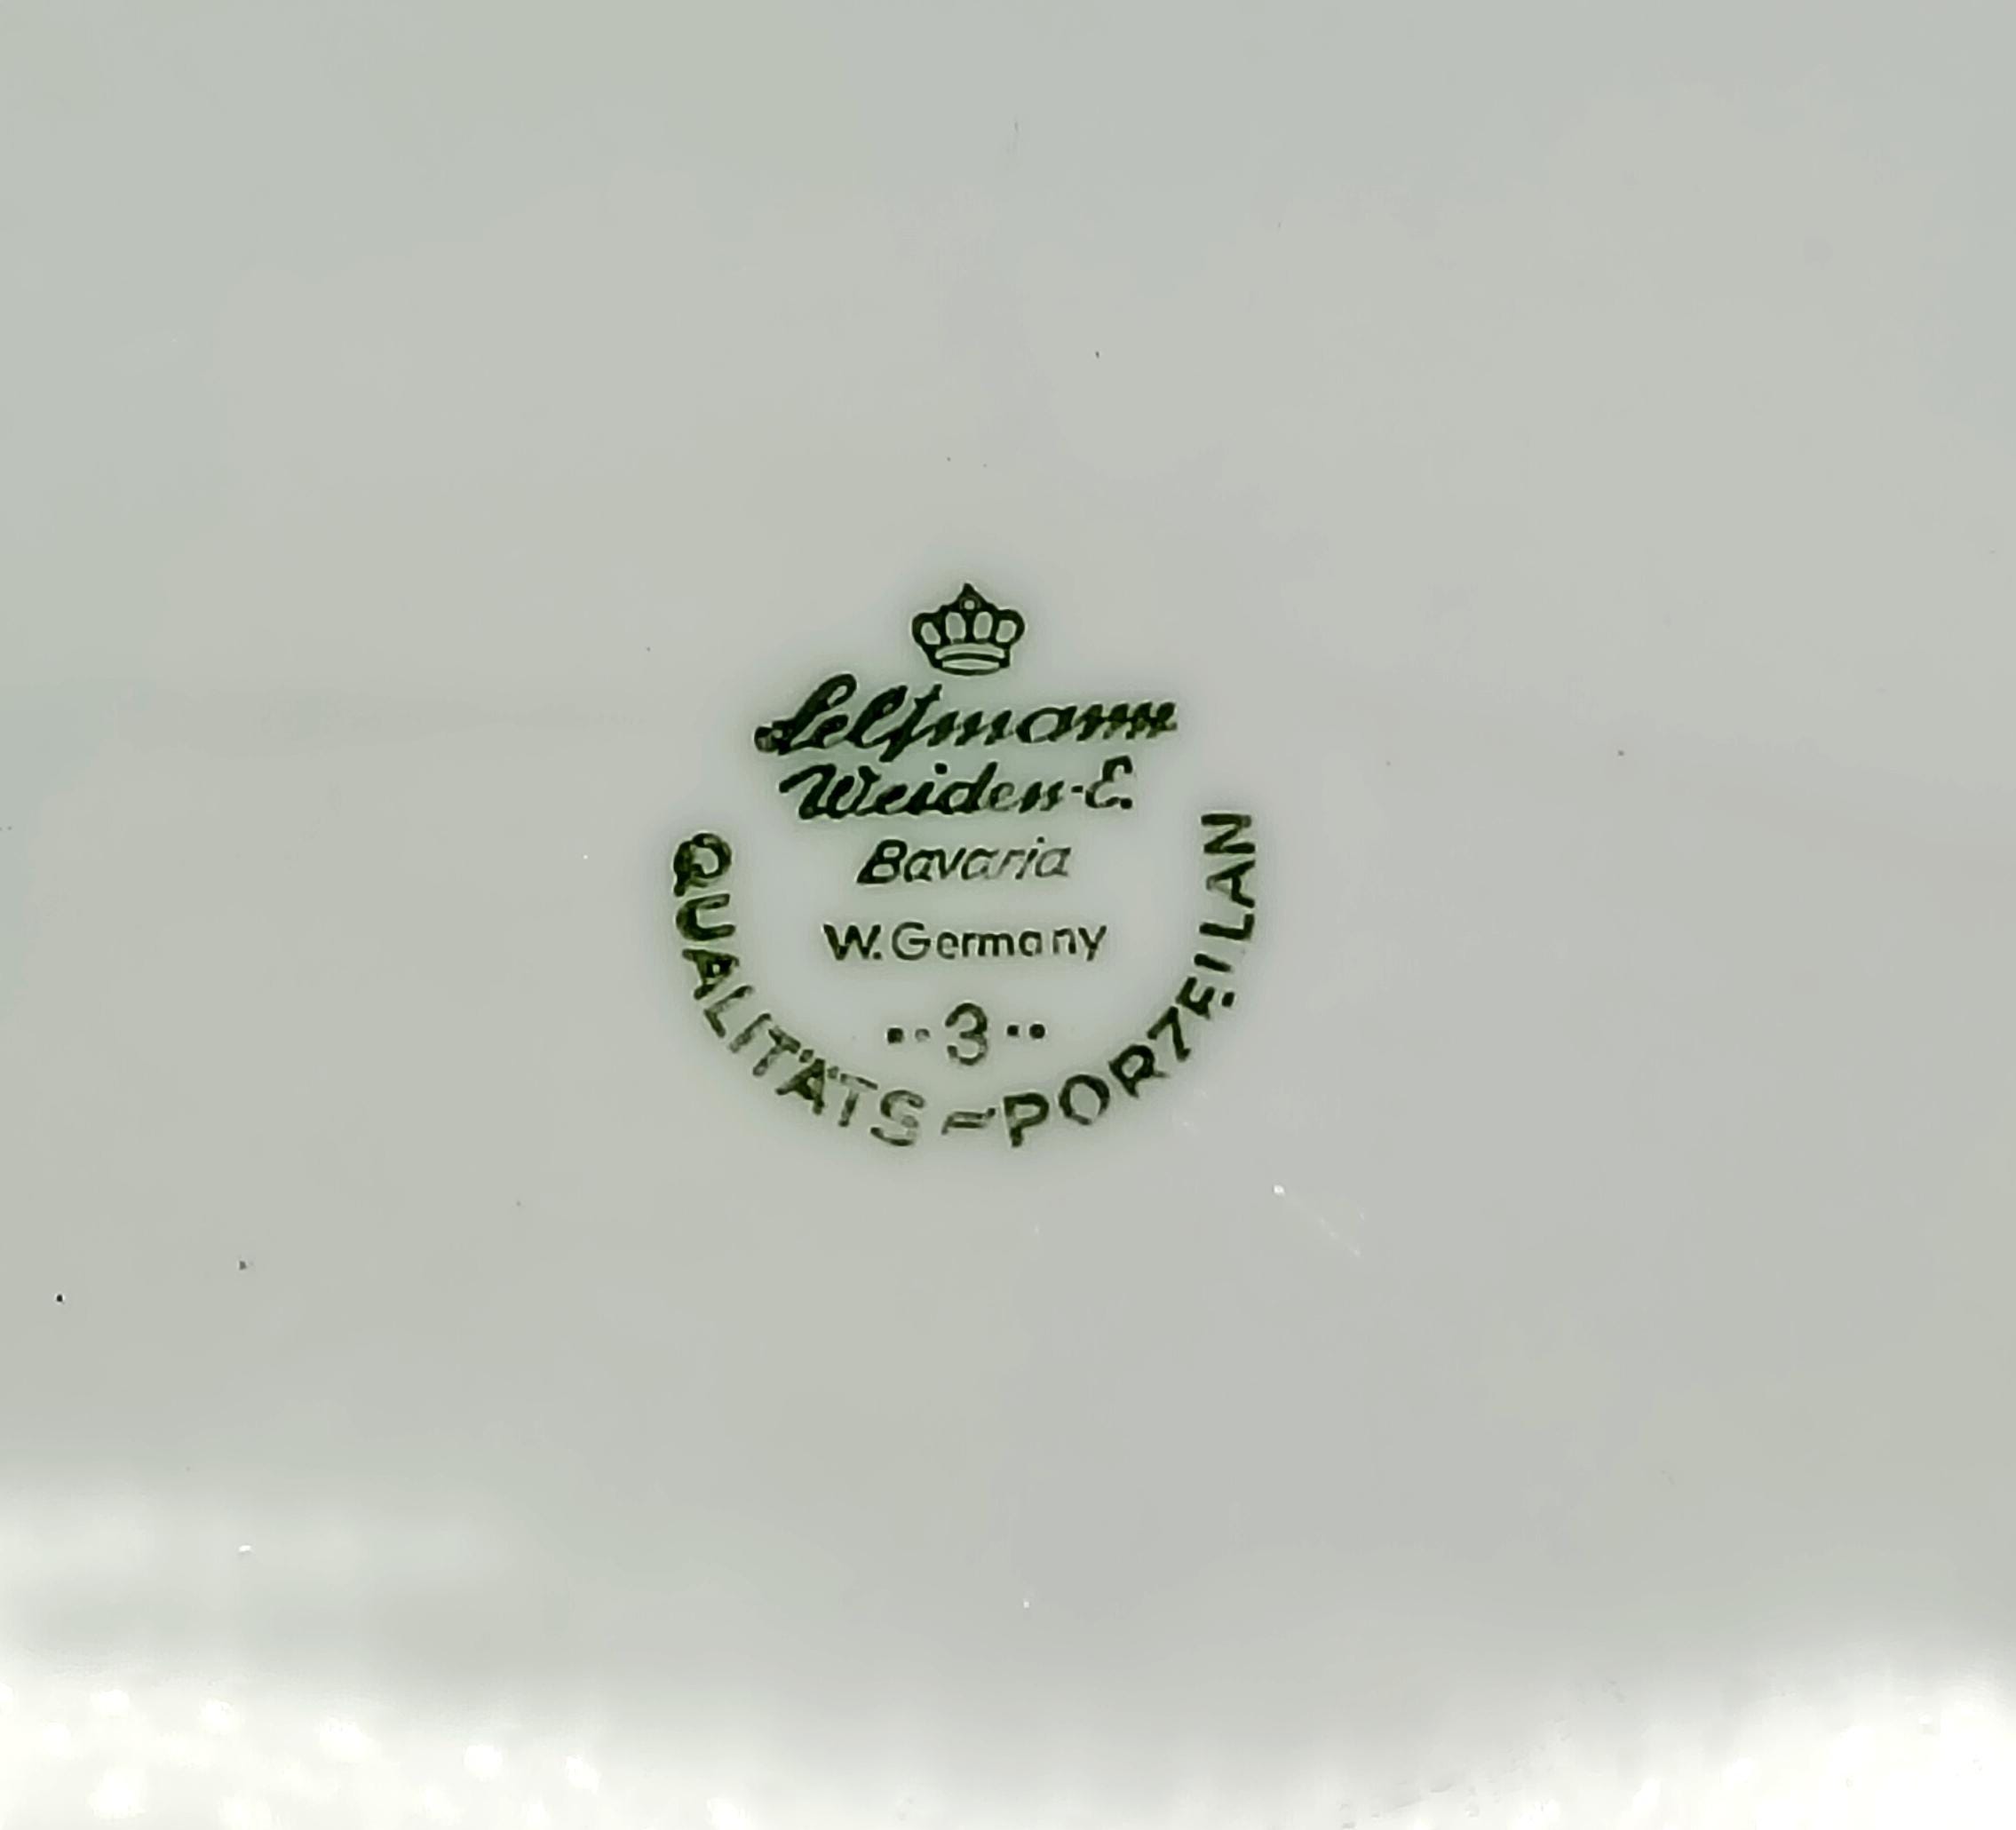 Seltmann
Weiden-E.
Bavaria
W. Germany
··3··
QUALITÄTS-PORZELLAN